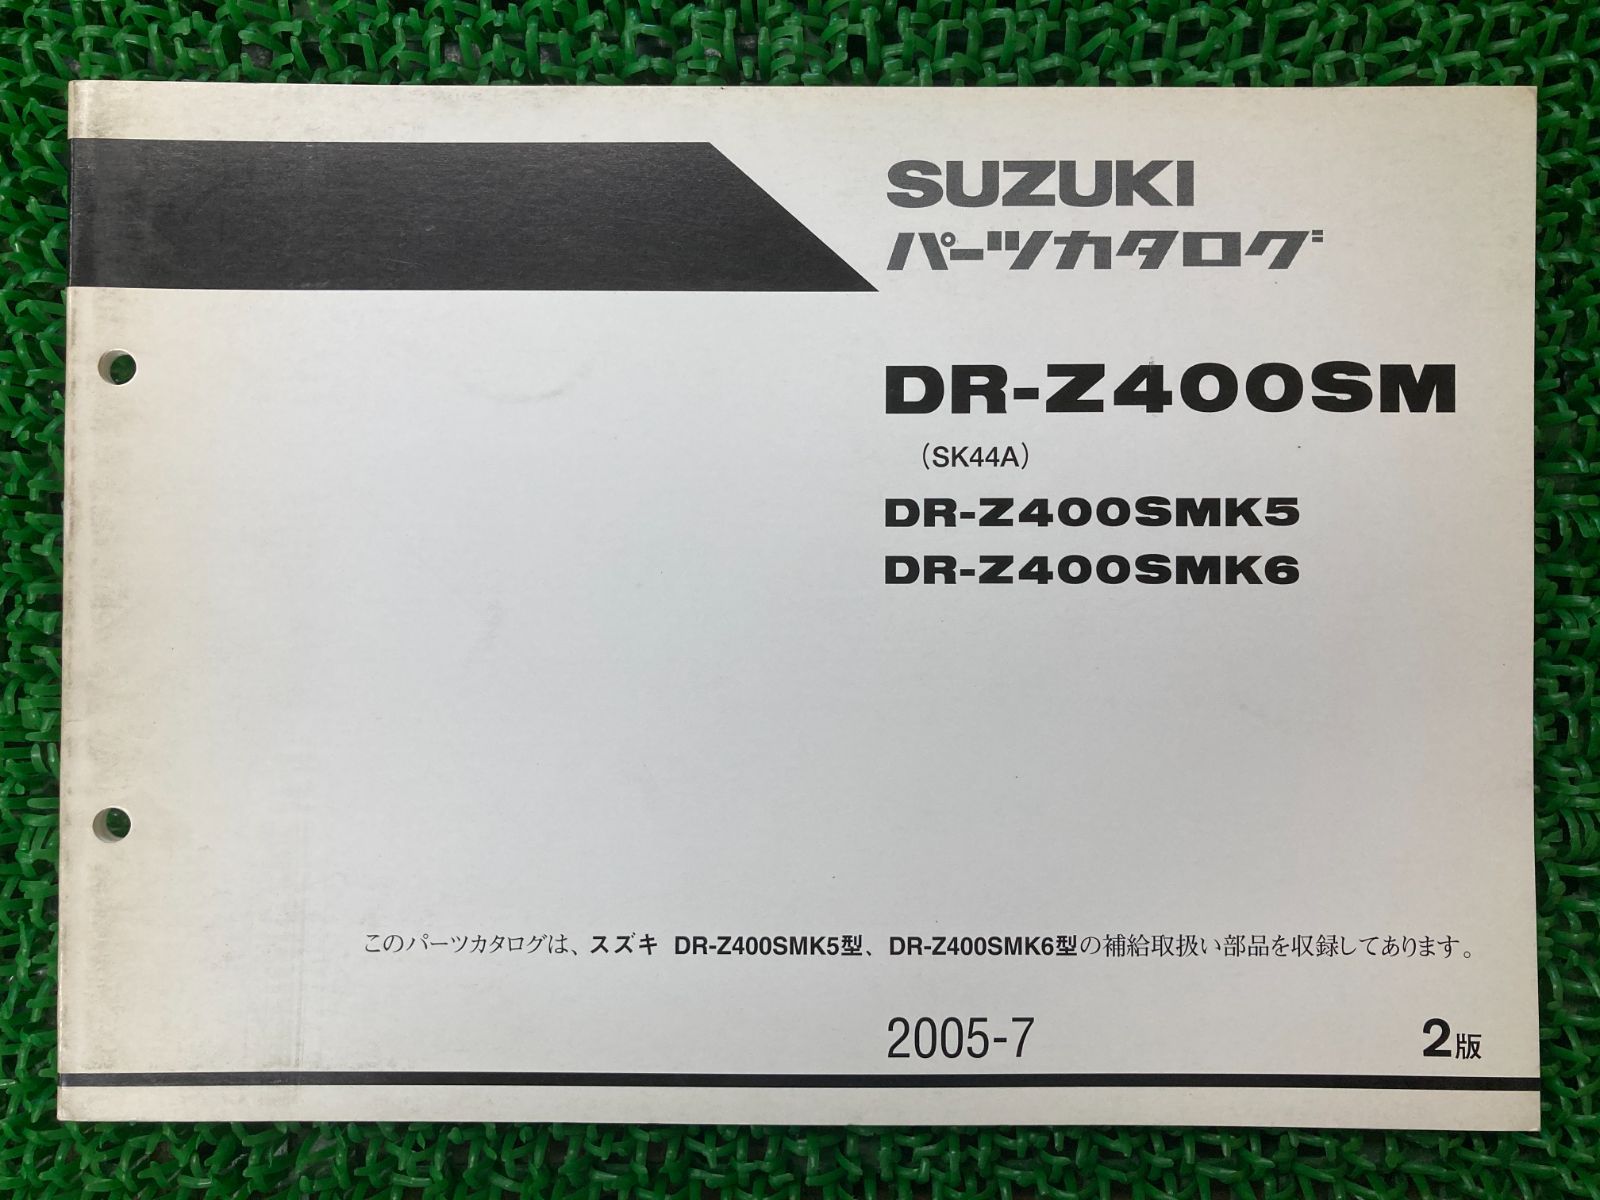 SUZUKI
パーツカタログ
DR-Z400SM
（SK44A）
DR-Z400SMK5
DR-Z400SMK6
このパーツカタログは、スズキ DR-Z400SMK5型、DR-Z400SMK6型の補給取扱い部品を収録してあります。
2005-7 2版